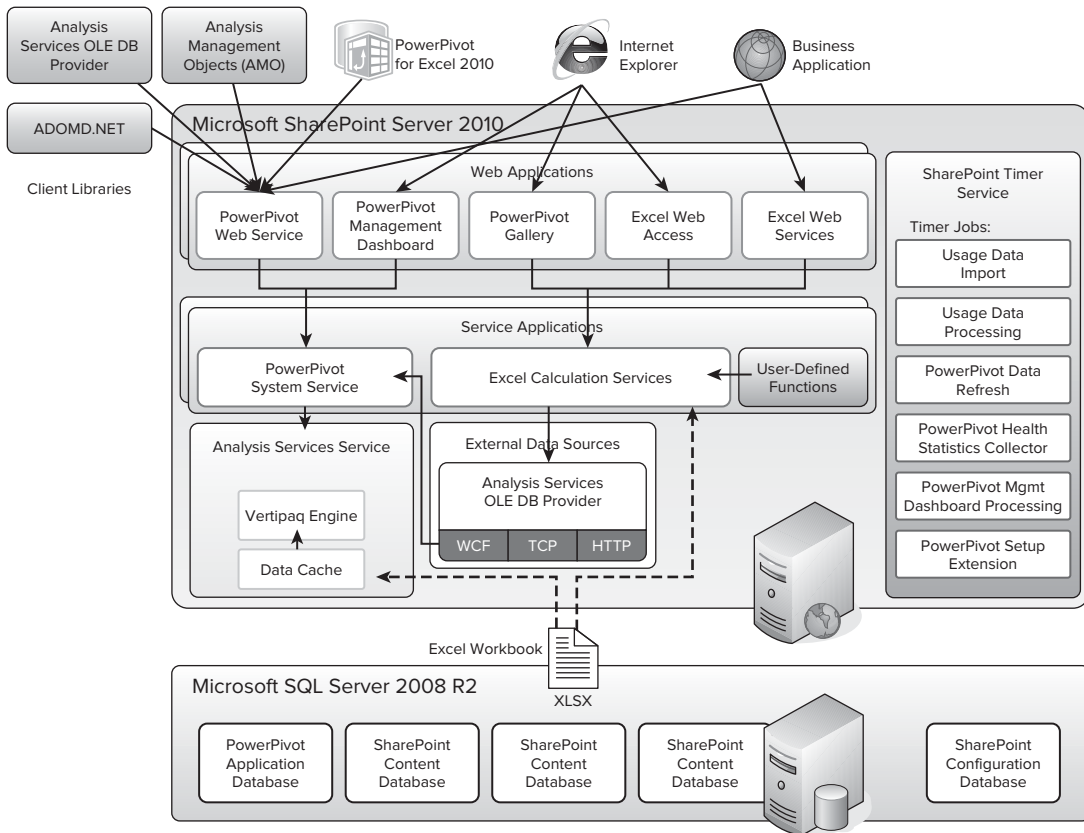 Analysis
Services OLE DB
Provider
Analysis
Management
Objects (AMO)
PowerPivot
for Excel 2010
Internet
Explorer
Business
Application
ADOMD.NET
Client Libraries
Microsoft SharePoint Server 2010
Web Applications
PowerPivot
Web Service
PowerPivot
Management
Dashboard
PowerPivot
Gallery
Excel Web
Access
Excel Web
Services
Service Applications
PowerPivot
System Service
Excel Calculation Services
User-Defined
Functions
Analysis Services Service
Vertipaq Engine
Data Cache
External Data Sources
Analysis Services
OLE DB Provider
WCF
TCP
HTTP
SharePoint Timer
Service
Timer Jobs:
Usage Data
Import
Usage Data
Processing
PowerPivot Data
Refresh
PowerPivot Health
Statistics Collector
PowerPivot Mgmt
Dashboard Processing
PowerPivot Setup
Extension
Excel Workbook
XLSX
Microsoft SQL Server 2008 R2
PowerPivot
Application
Database
SharePoint
Content
Database
SharePoint
Content
Database
SharePoint
Content
Database
SharePoint
Configuration
Database